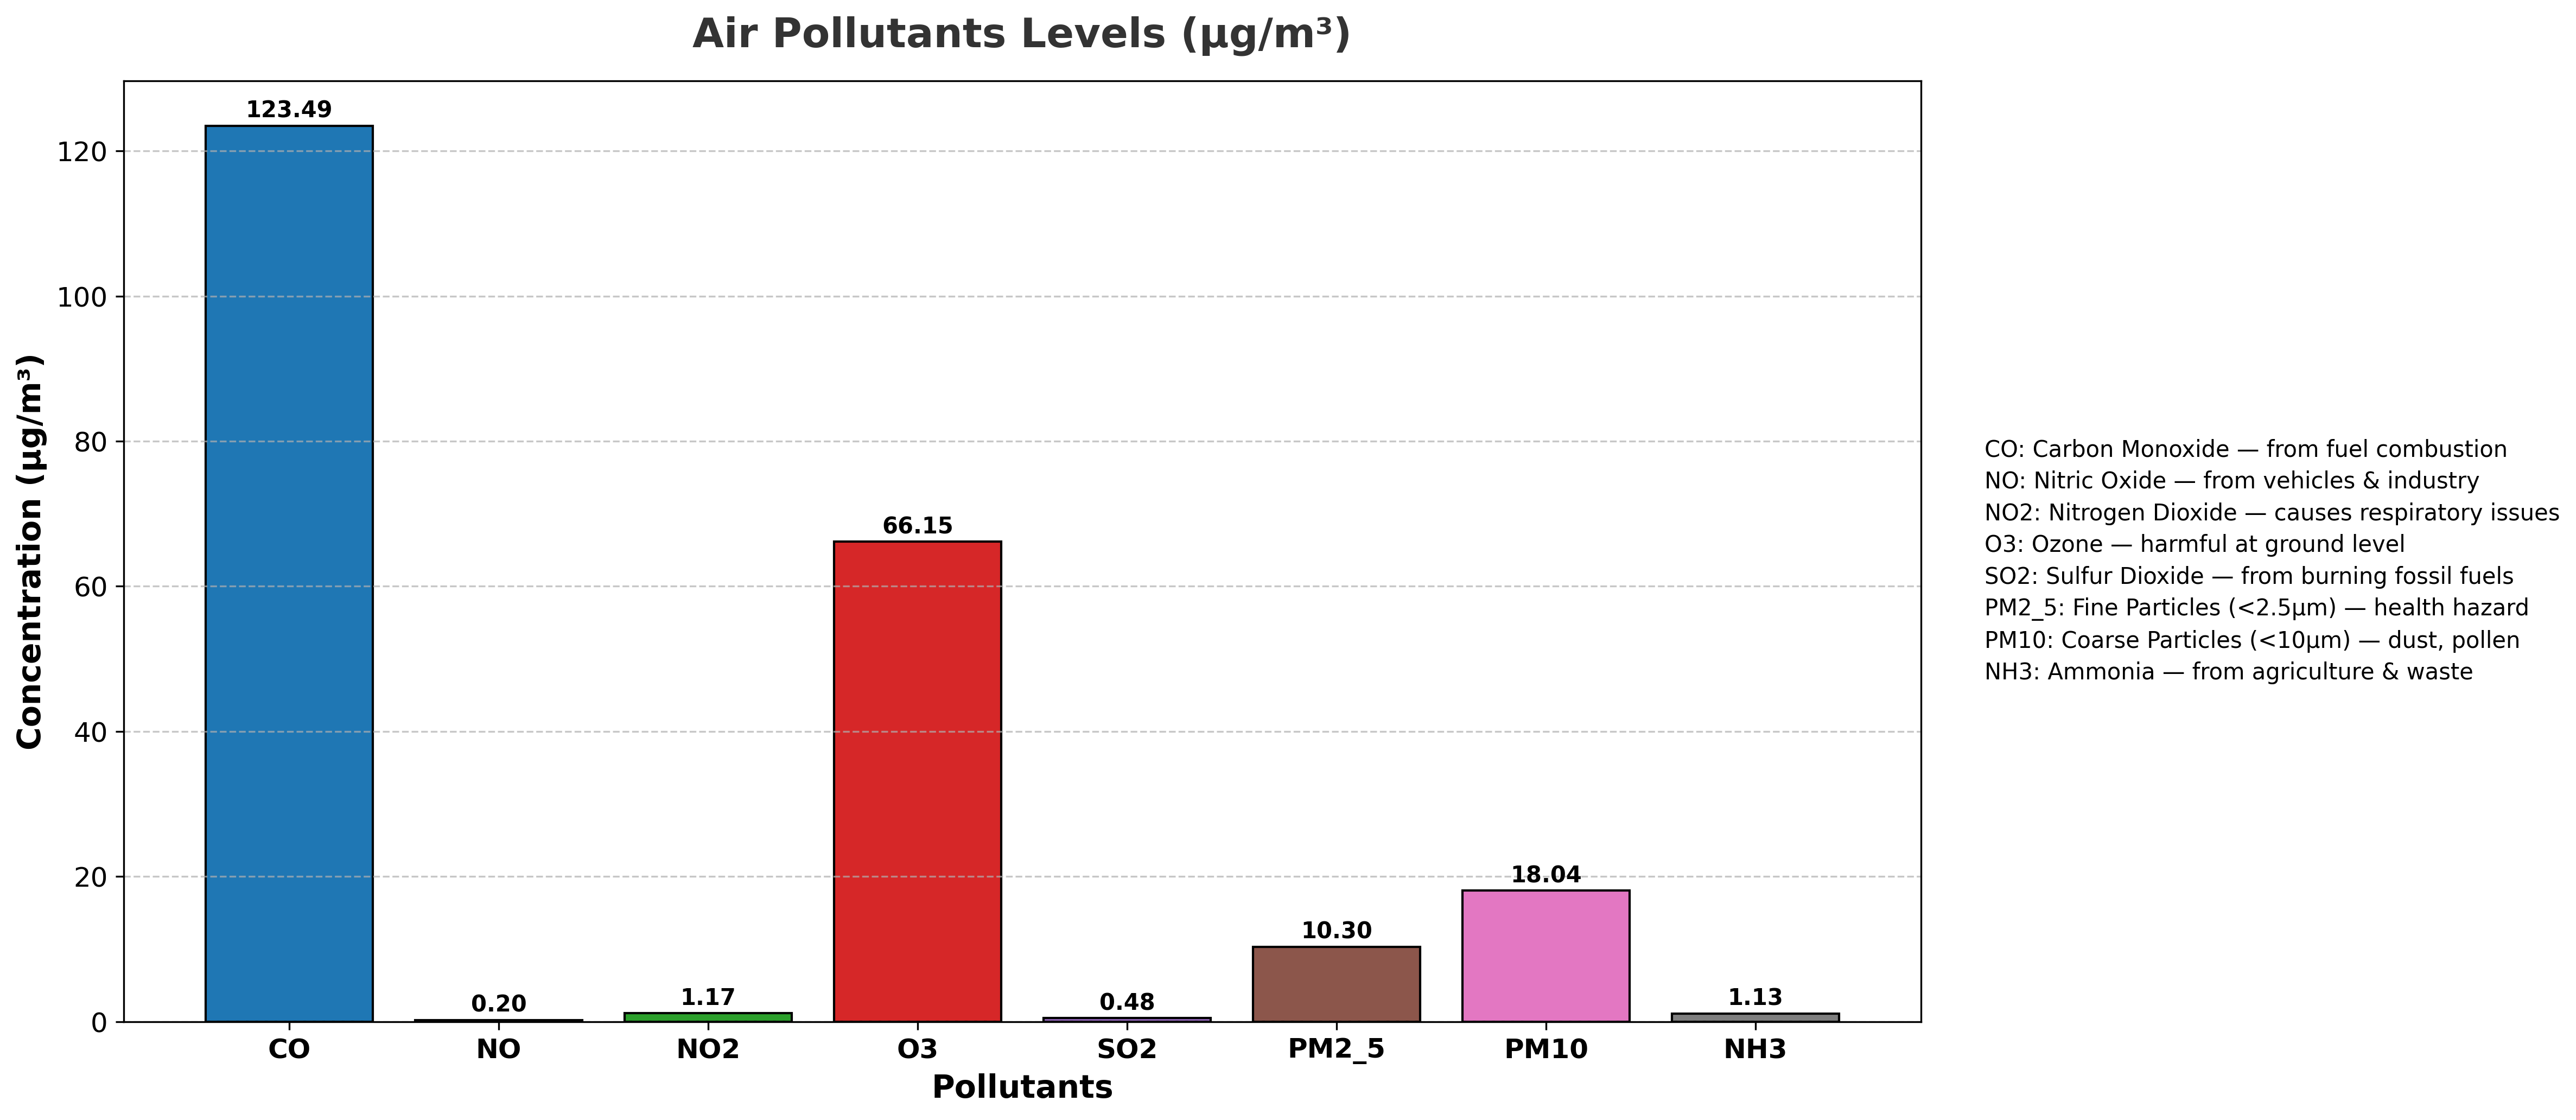 Air Pollutants Levels (µg/m³)
Concentration (µg/m³)
120
100
80
60
40
20
0
123.49
0.20
1.17
66.15
0.48
10.30
18.04
1.13
CO
NO
NO2
O3
SO2
PM2_5
PM10
NH3
Pollutants
CO: Carbon Monoxide — from fuel combustion
NO: Nitric Oxide — from vehicles & industry
NO2: Nitrogen Dioxide — causes respiratory issues
O3: Ozone — harmful at ground level
SO2: Sulfur Dioxide — from burning fossil fuels
PM2_5: Fine Particles (<2.5µm) — health hazard
PM10: Coarse Particles (<10µm) — dust, pollen
NH3: Ammonia — from agriculture & waste